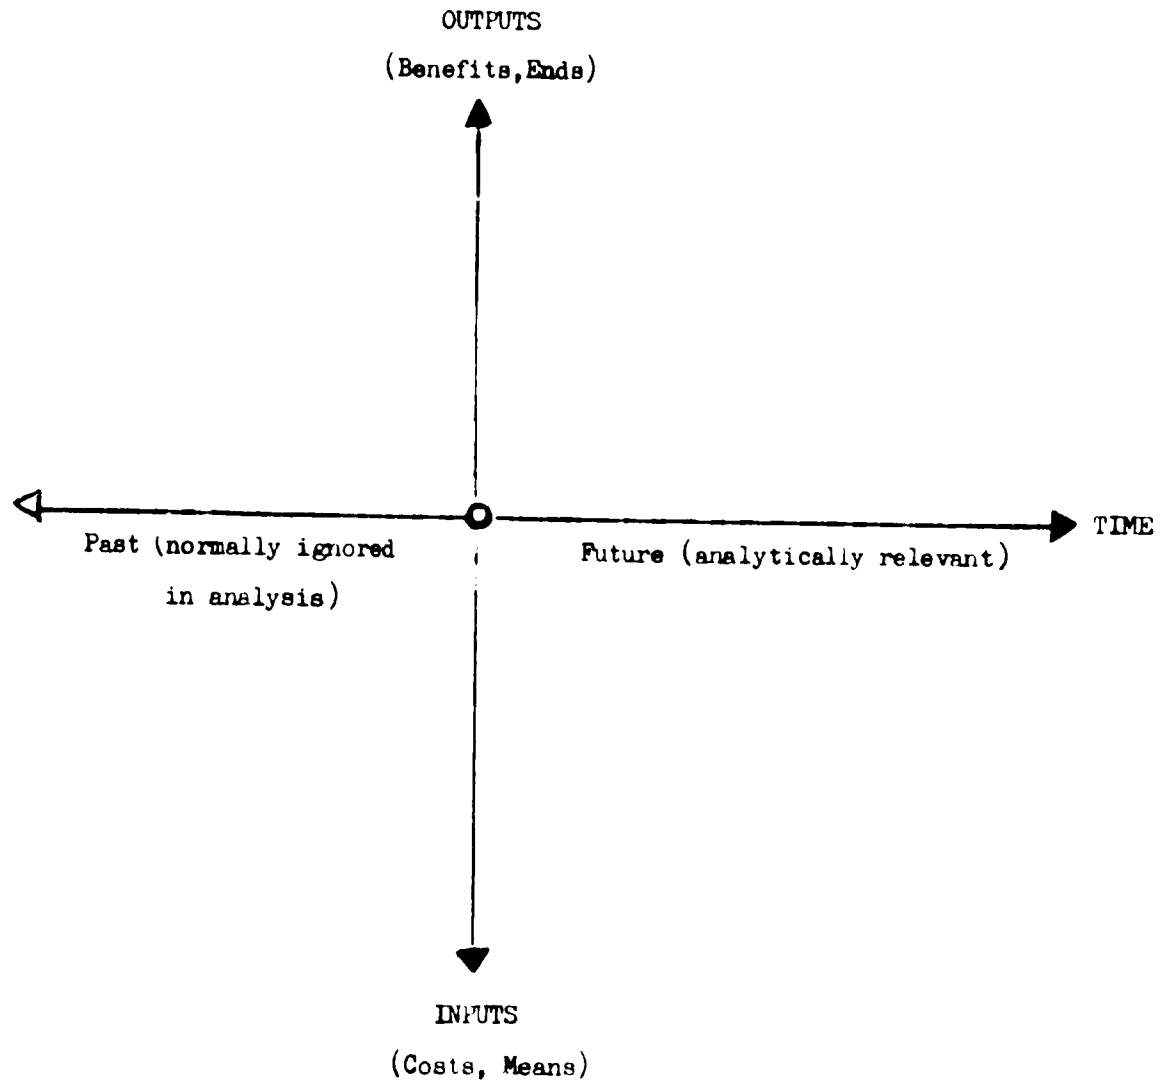 OUTPUTS
(Benefits,Ends)
TIME
Past (normally ignored
in analysis)
Future (analytically relevant)
INPUTS
(Costs, Means)